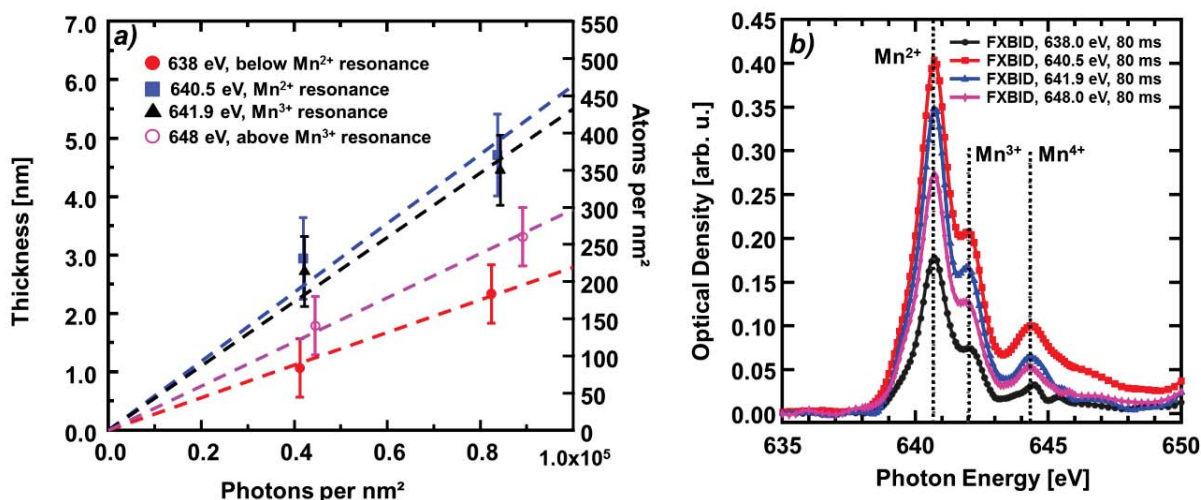 a)
638 eV, below Mn²⁺ resonance
640.5 eV, Mn²⁺ resonance
641.9 eV, Mn³⁺ resonance
648 eV, above Mn³⁺ resonance
Thickness [nm]
7.0
6.0
5.0
4.0
3.0
2.0
1.0
0.0
0.0
0.2
0.4
0.6
0.8
1.0x10⁵
Photons per nm²
550
500
450
400
350
300
250
200
150
100
50
0
Atoms per nm²
b)
Mn²⁺
Mn³⁺
Mn⁴⁺
FXBID, 638.0 eV, 80 ms
FXBID, 640.5 eV, 80 ms
FXBID, 641.9 eV, 80 ms
FXBID, 648.0 eV, 80 ms
Optical Density [arb. u.]
0.45
0.40
0.35
0.30
0.25
0.20
0.15
0.10
0.05
0.00
635
640
645
650
Photon Energy [eV]